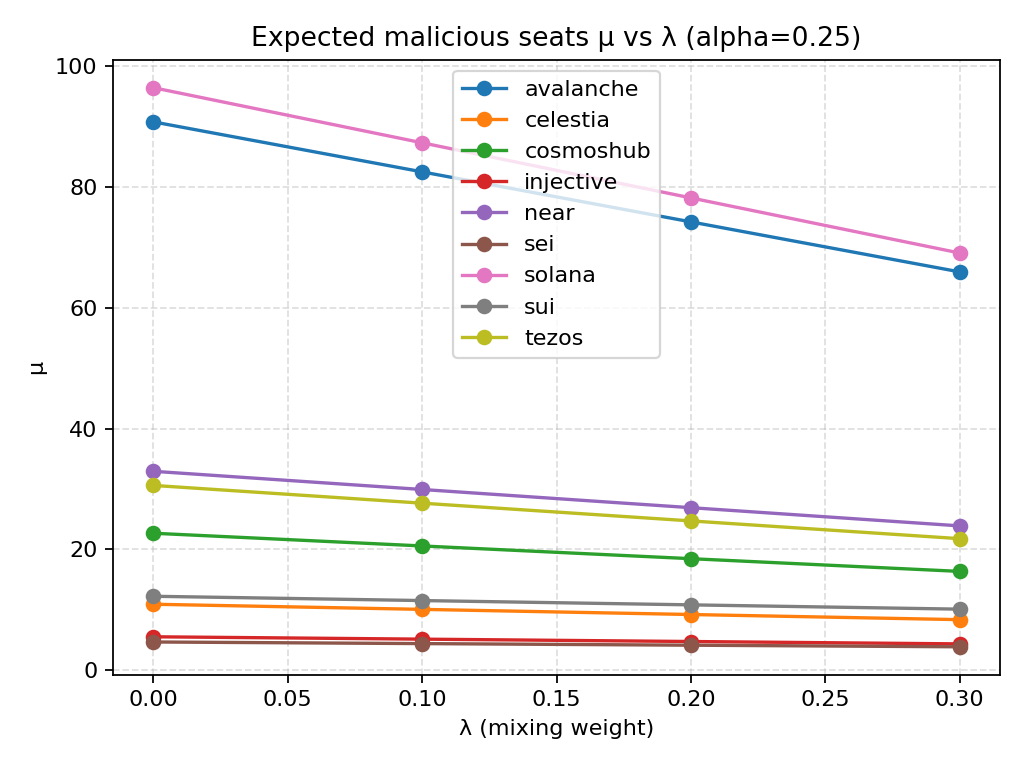 Expected malicious seats μ vs λ (alpha=0.25)
100
80
60
40
20
0
μ
avalanche
celestia
cosmoshub
injective
near
sei
solana
sui
tezos
0.00 0.05 0.10 0.15 0.20 0.25 0.30
λ (mixing weight)